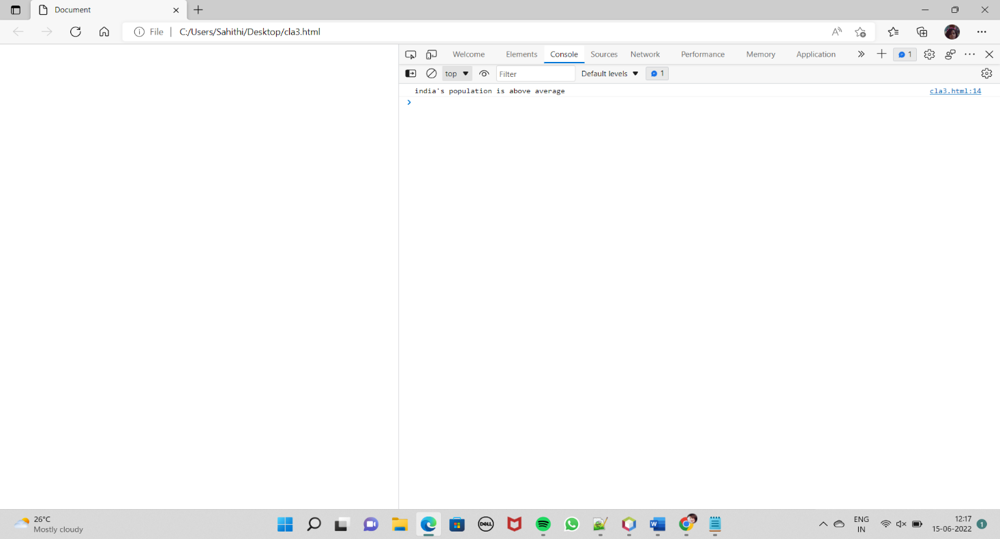 Document
File | C:/Users/Sahithi/Desktop/cla3.html
Welcome Elements Console Sources Network Performance Memory Application 1
top Filter Default levels 1
india's population is above average cla3.html:14
26°C
Mostly cloudy
DELL
ENG
IN
12:17
15-06-2022
1